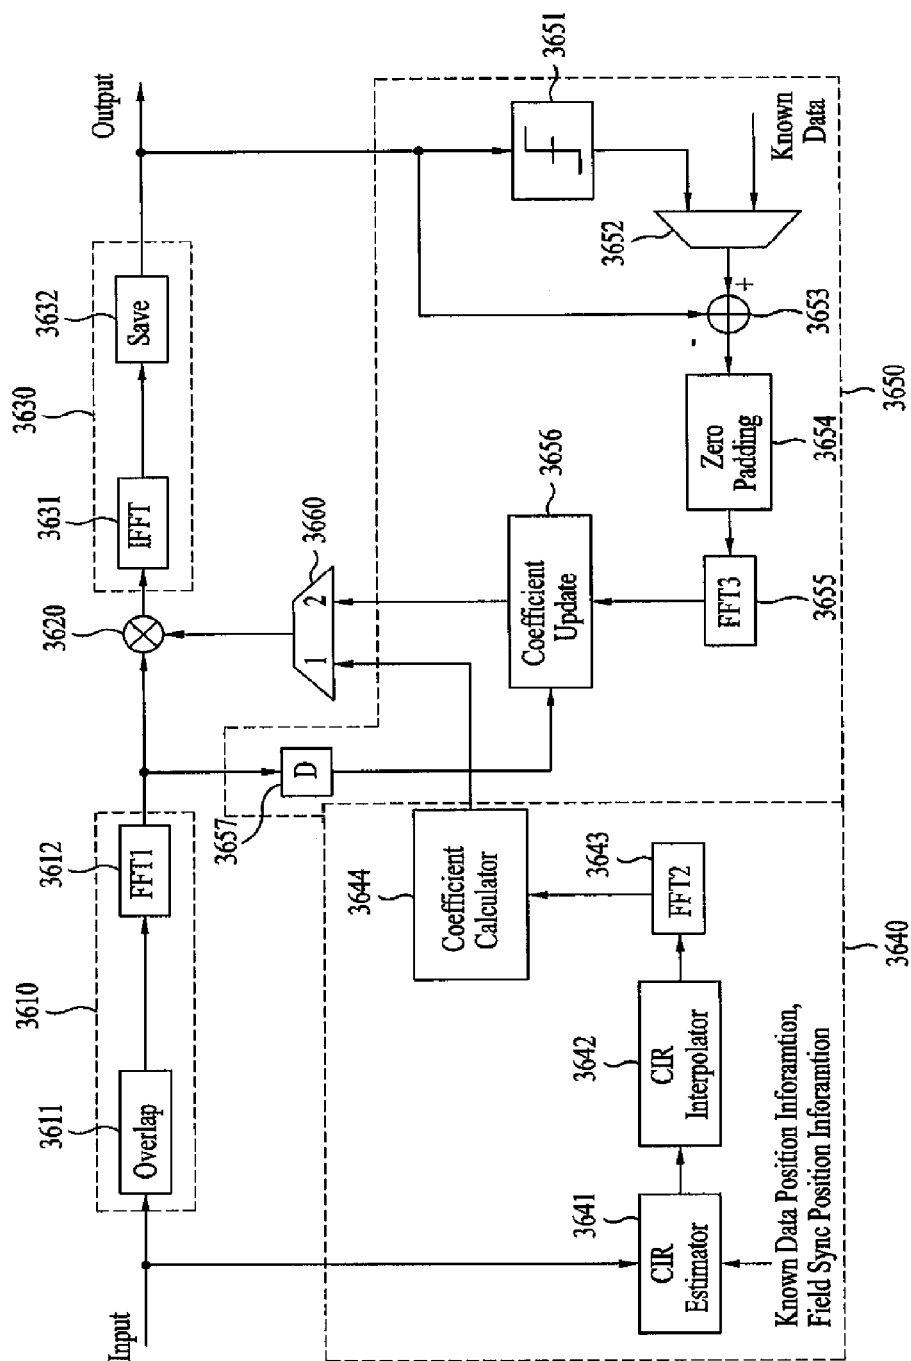 Input
3610
3611
Overlap
3612
FFT1
3620
3630
3631
IFFT
3632
Save
Output
3657
D
3660
1
2
3644
Coefficient
Calculator
3656
Coefficient
Update
3651
3652
Known
Data
+
-
3653
3641
CIR
Estimator
3642
CIR
Interpolator
3643
FFT2
3655
FFT3
3654
Zero
Padding
3650
3640
Known Data Position Inforamtion,
Field Sync Position Inforamtion